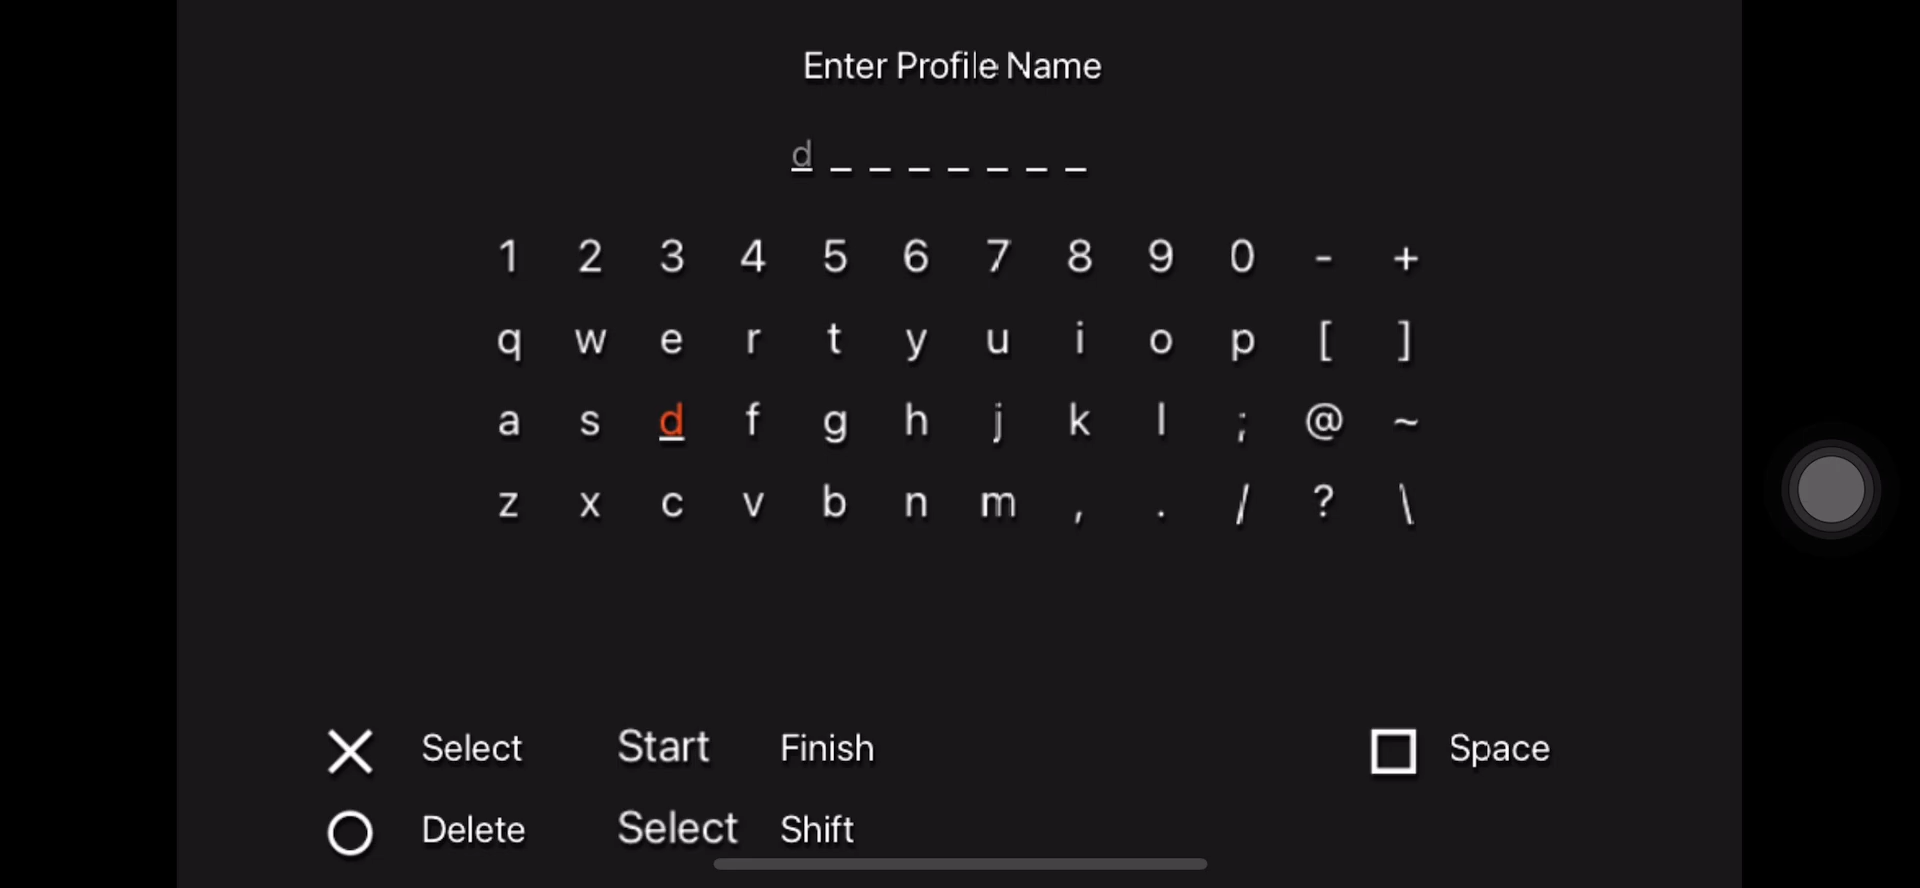 Enter Profile Name
d _ _ _ _ _ _ _
1 2 3 4 5 6 7 8 9 0 - +
q w e r t y u i o p [ ]
a s d f g h j k l ; @ ~
z x c v b n m , . / ? \
Select Start Finish Space
Delete Select Shift